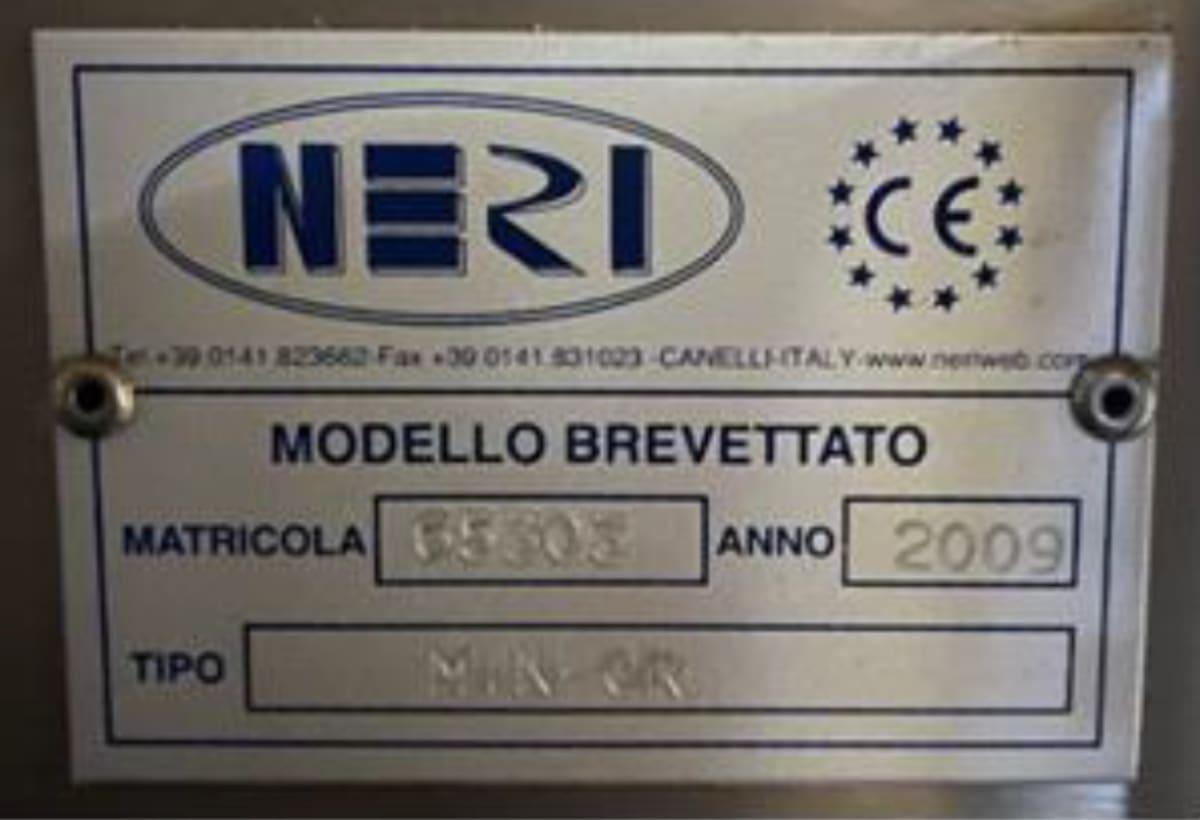 NERI
CE
Tel +39 0141 823662-Fax +39 0141 831023 -CANELLI-ITALY-www.neriweb.com
MODELLO BREVETTATO
MATRICOLA ANNO 2009
TIPO